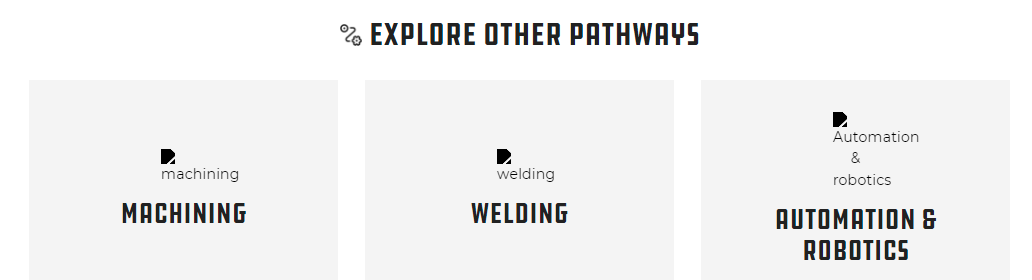 EXPLORE OTHER PATHWAYS
machining
MACHINING
welding
WELDING
Automation
&
robotics
AUTOMATION &
ROBOTICS